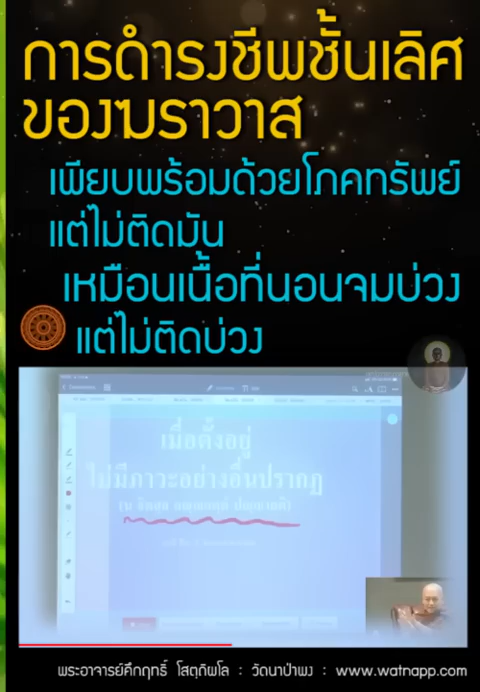 การดำรงชีพชั้นเลิศ
ของฆราวาส
เพียบพร้อมด้วยโภคทรัพย์
แต่ไม่ติดมัน
เหมือนเนื้อที่นอนจมบ่วง
แต่ไม่ติดบ่วง
เมื่อตั้งอยู่
ไม่มีภาวะอย่างอื่นปรากฏ
พระอาจารย์คึกฤทธิ์ โสตฺถิผโล : วัดนาป่าพง : www.watnapp.com